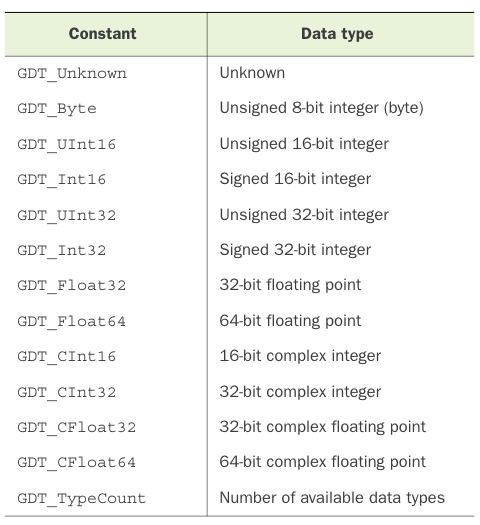 Constant Data type
GDT_Unknown Unknown
GDT_Byte Unsigned 8-bit integer (byte)
GDT_UInt16 Unsigned 16-bit integer
GDT_Int16 Signed 16-bit integer
GDT_UInt32 Unsigned 32-bit integer
GDT_Int32 Signed 32-bit integer
GDT_Float32 32-bit floating point
GDT_Float64 64-bit floating point
GDT_CInt16 16-bit complex integer
GDT_CInt32 32-bit complex integer
GDT_CFloat32 32-bit complex floating point
GDT_CFloat64 64-bit complex floating point
GDT_TypeCount Number of available data types